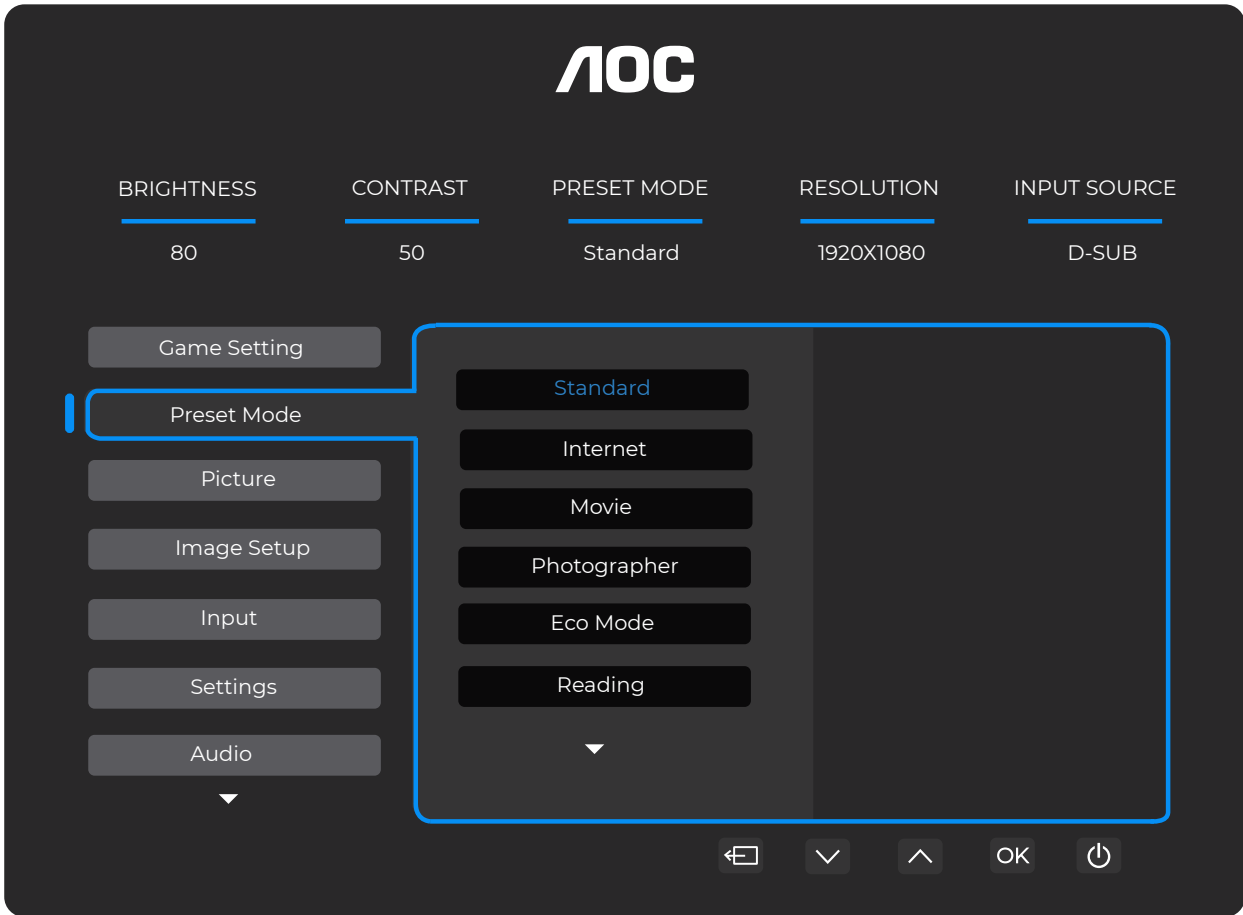 AOC
BRIGHTNESS CONTRAST PRESET MODE RESOLUTION INPUT SOURCE
80 50 Standard 1920X1080 D-SUB
Game Setting
Preset Mode
Picture
Image Setup
Input
Settings
Audio
Standard
Internet
Movie
Photographer
Eco Mode
Reading
OK